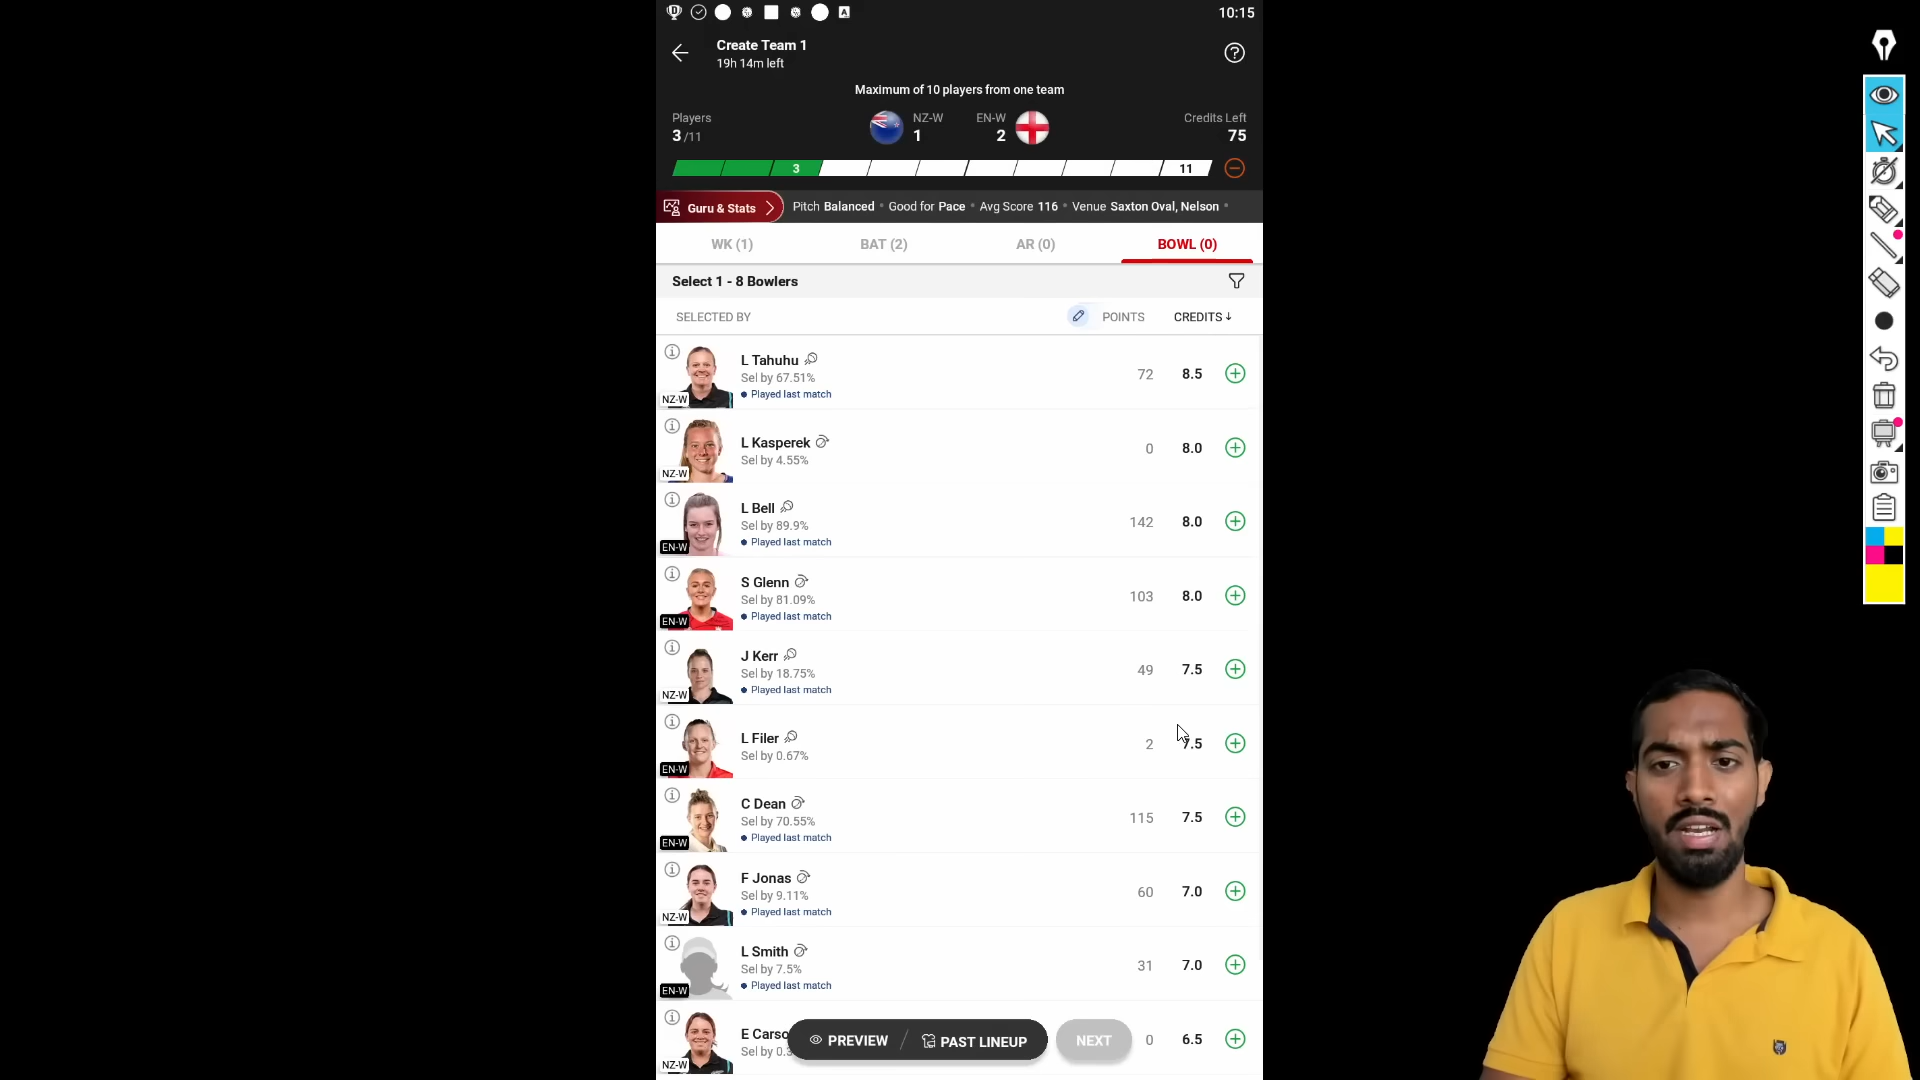 10:15
Create Team 1
19h 14m left
Maximum of 10 players from one team
Players
3 /11
NZ-W
1
EN-W
2
Credits Left
75
3
11
Guru & Stats
Pitch Balanced • Good for Pace • Avg Score 116 • Venue Saxton Oval, Nelson •
WK (1)
BAT (2)
AR (0)
BOWL (0)
Select 1 - 8 Bowlers
SELECTED BY
POINTS
CREDITS ↓
L Tahuhu
Sel by 67.51%
Played last match
NZ-W
72
8.5
L Kasperek
Sel by 4.55%
NZ-W
0
8.0
L Bell
Sel by 89.9%
Played last match
EN-W
142
8.0
S Glenn
Sel by 81.09%
Played last match
EN-W
103
8.0
J Kerr
Sel by 18.75%
Played last match
NZ-W
49
7.5
L Filer
Sel by 0.67%
EN-W
2
7.5
C Dean
Sel by 70.55%
Played last match
EN-W
115
7.5
F Jonas
Sel by 9.11%
Played last match
NZ-W
60
7.0
L Smith
Sel by 7.5%
Played last match
EN-W
31
7.0
E Carso
Sel by 0.3
NZ-W
0
6.5
PREVIEW
PAST LINEUP
NEXT